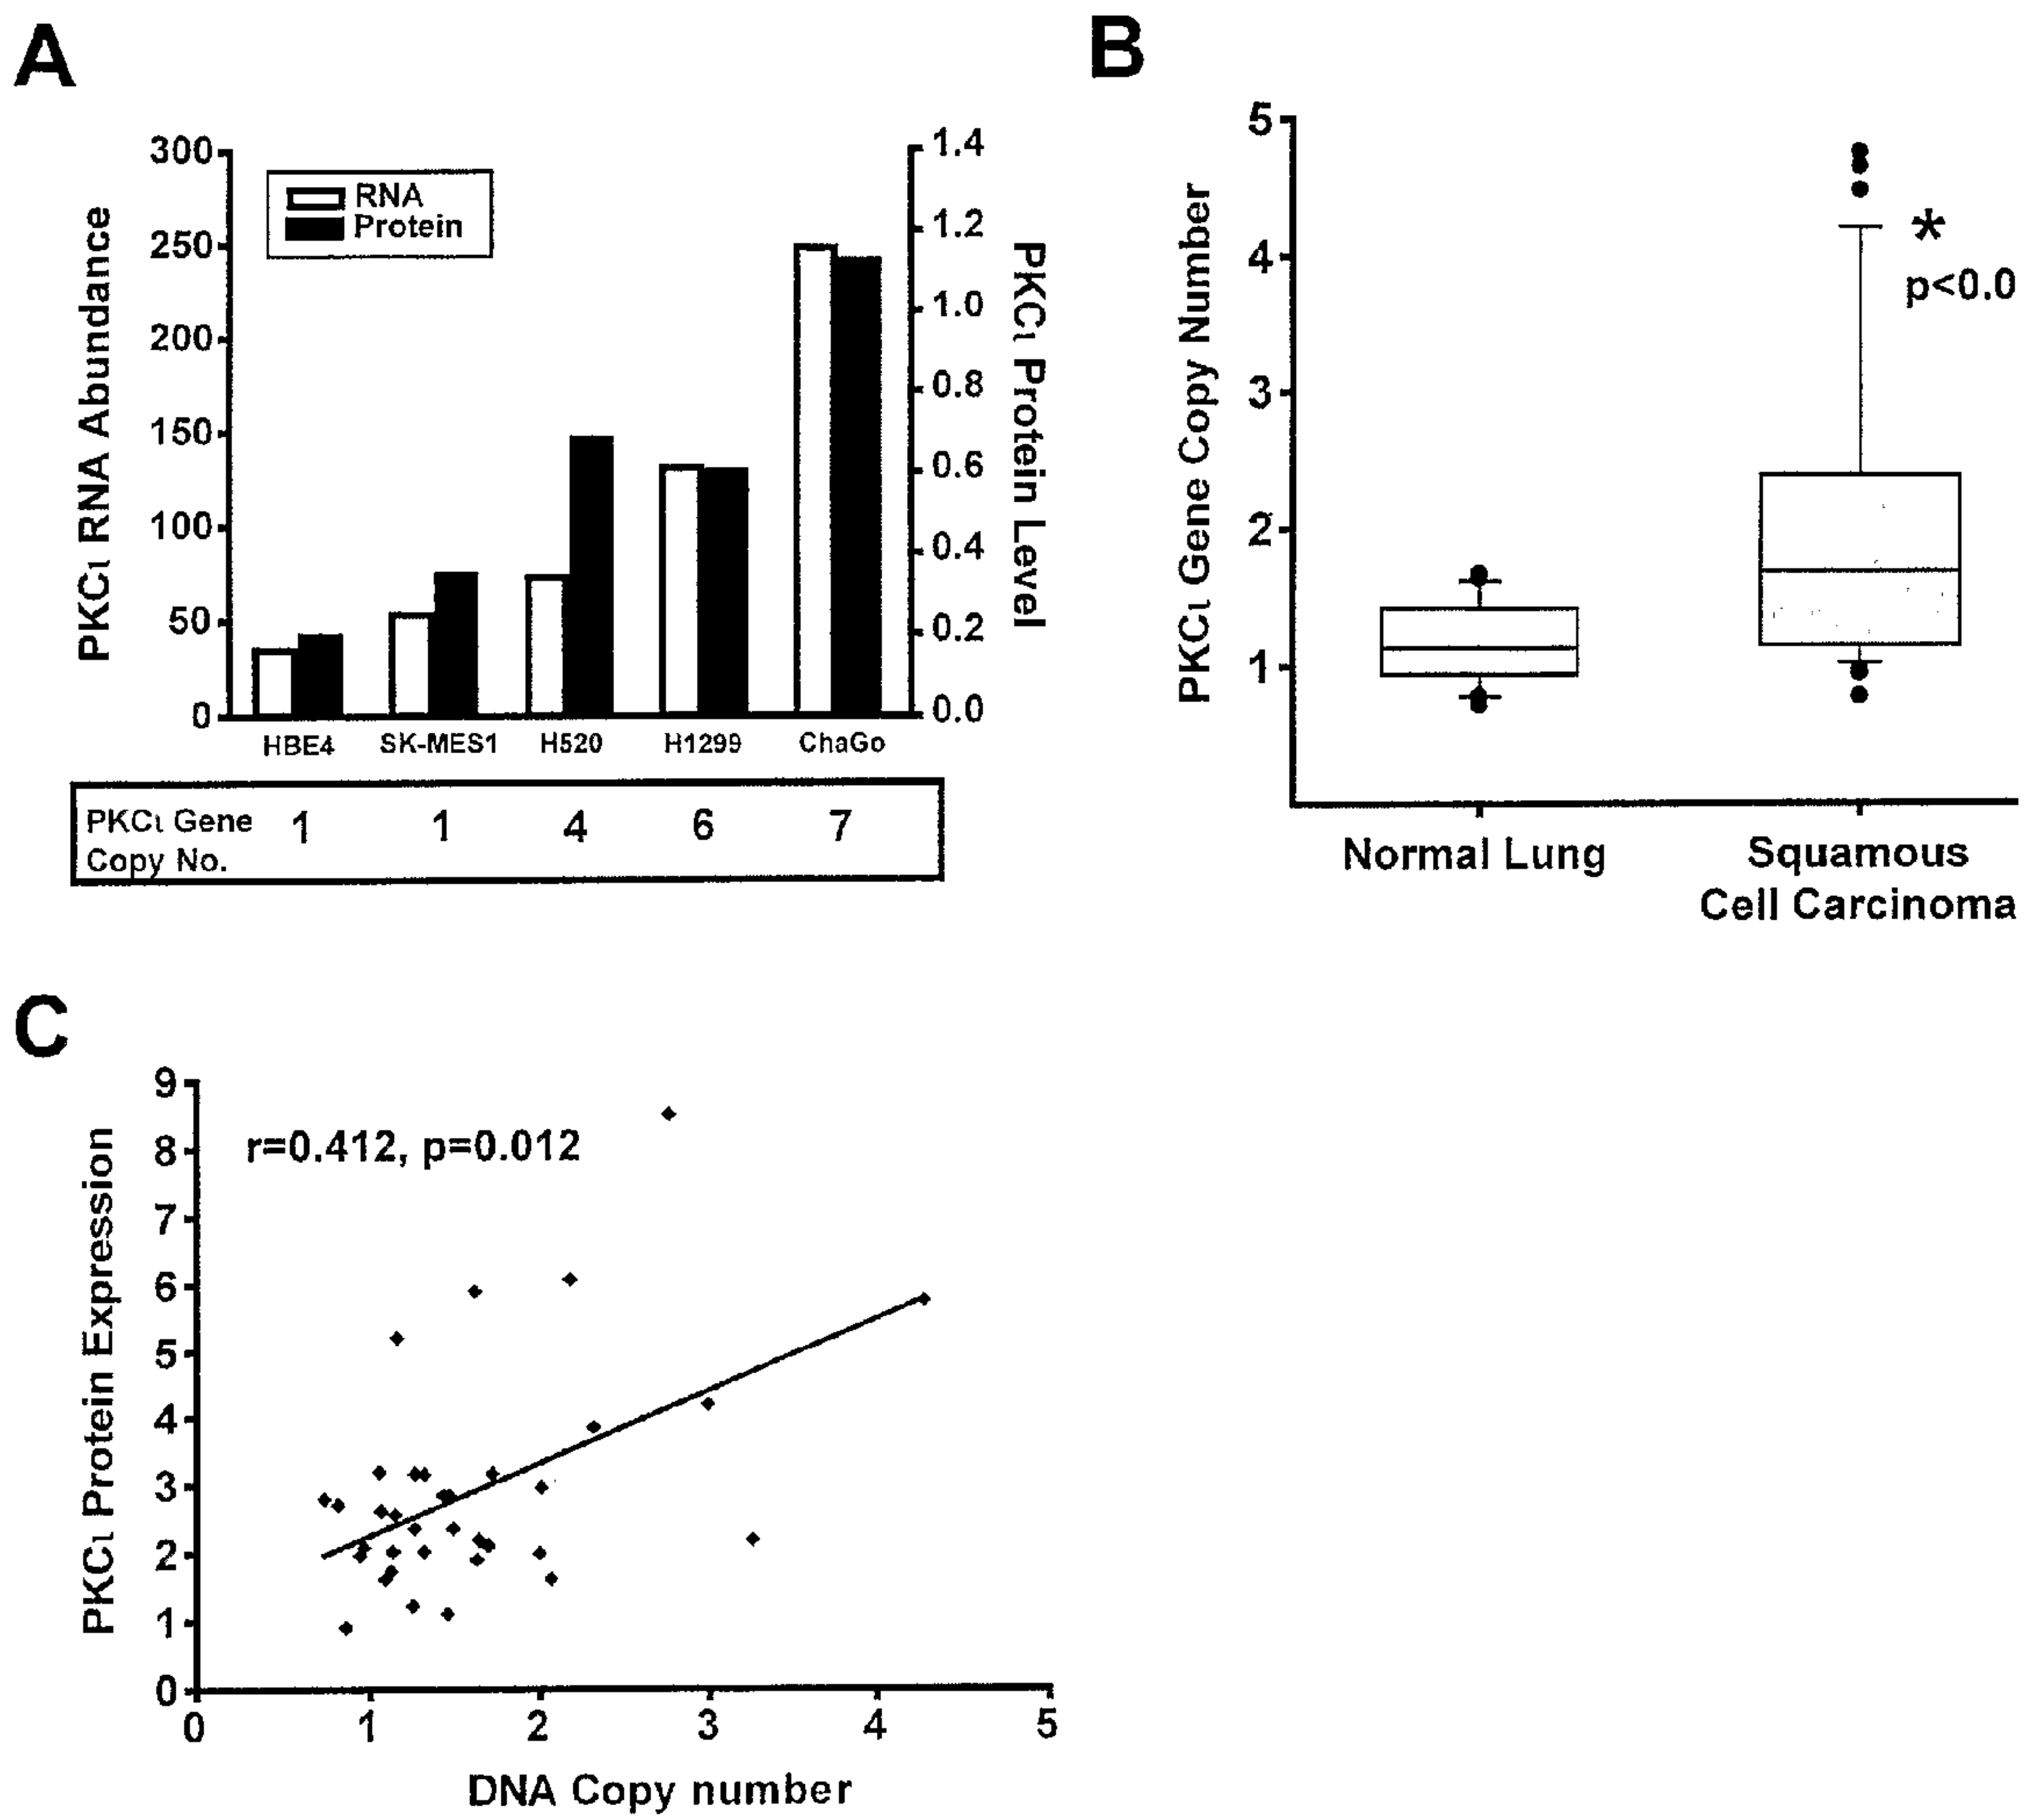 A
300
250
200
150
100
50
0
PKCι RNA Abundance
RNA
Protein
1.4
1.2
1.0
0.8
0.6
0.4
0.2
0.0
PKCι Protein Level
HBE4 SK-MES1 H520 H1299 ChaGo
PKCι Gene 1 1 4 6 7
Copy No.
B
5
4
3
2
1
PKCι Gene Copy Number
*
p<0.0
Normal Lung
Squamous
Cell Carcinoma
C
9
8
7
6
5
4
3
2
1
0
PKCι Protein Expression
r=0.412, p=0.012
0 1 2 3 4 5
DNA Copy number